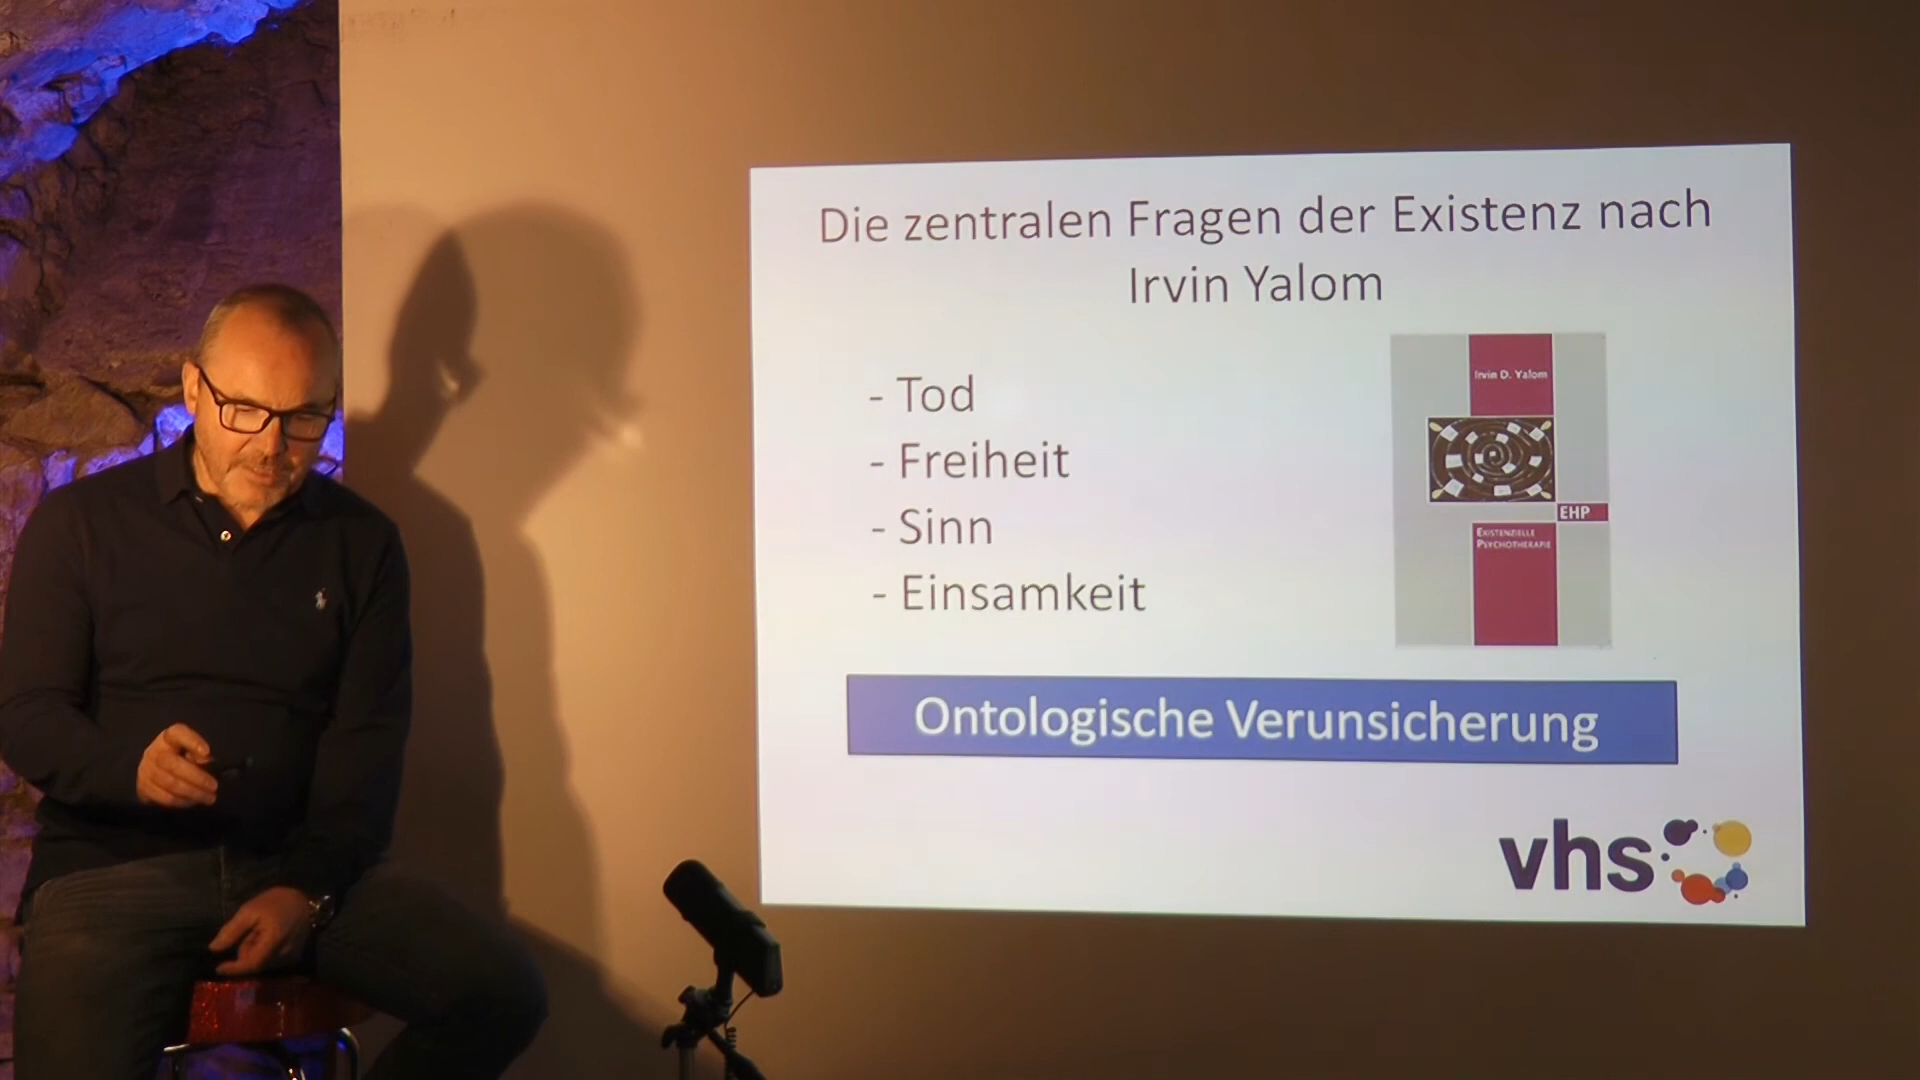 Die zentralen Fragen der Existenz nach
Irvin Yalom
- Tod
- Freiheit
- Sinn
- Einsamkeit
Irvin D. Yalom
EHP
EXISTENZIELLE
PSYCHOTHERAPIE
Ontologische Verunsicherung
vhs